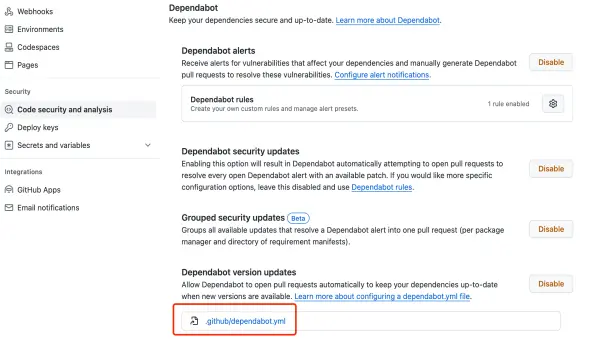 Webhooks
Environments
Codespaces
Pages
Security
Code security and analysis
Deploy keys
Secrets and variables
Integrations
GitHub Apps
Email notifications
Dependabot
Keep your dependencies secure and up-to-date. Learn more about Dependabot.
Dependabot alerts
Receive alerts for vulnerabilities that affect your dependencies and manually generate Dependabot
pull requests to resolve these vulnerabilities. Configure alert notifications.
Disable
Dependabot rules
Create your own custom rules and manage alert presets.
1 rule enabled
Dependabot security updates
Enabling this option will result in Dependabot automatically attempting to open pull requests to
resolve every open Dependabot alert with an available patch. If you would like more specific
configuration options, leave this disabled and use Dependabot rules.
Disable
Grouped security updates Beta
Groups all available updates that resolve a Dependabot alert into one pull request (per package
manager and directory of requirement manifests).
Disable
Dependabot version updates
Allow Dependabot to open pull requests automatically to keep your dependencies up-to-date
when new versions are available. Learn more about configuring a dependabot.yml file.
Disable
.github/dependabot.yml